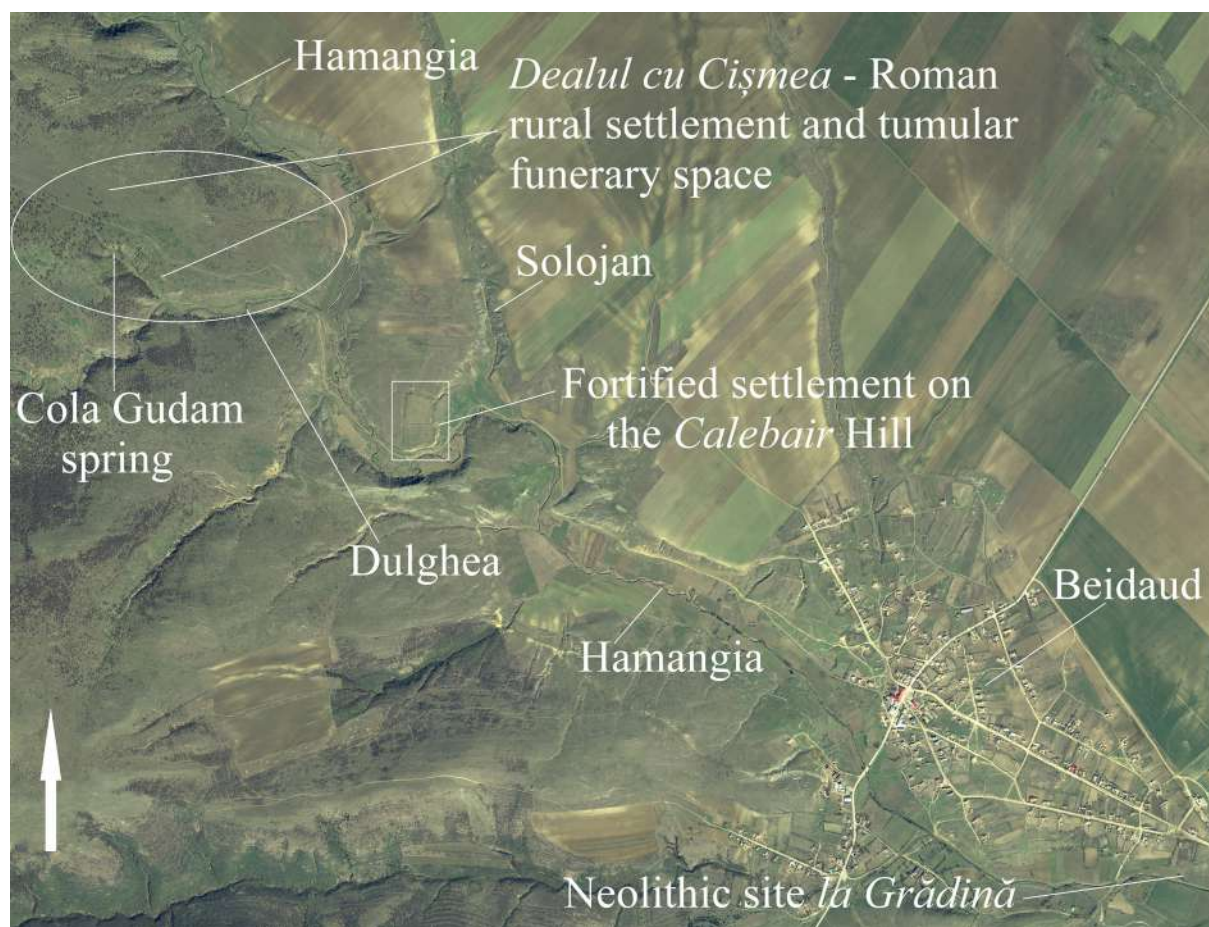 Hamangia
Dealul cu Cișmea - Roman
rural settlement and tumular
funerary space
Solojan
Cola Gudam
spring
Fortified settlement on
the Calebair Hill
Dulghea
Hamangia
Beidaud
Neolithic site la Grădină